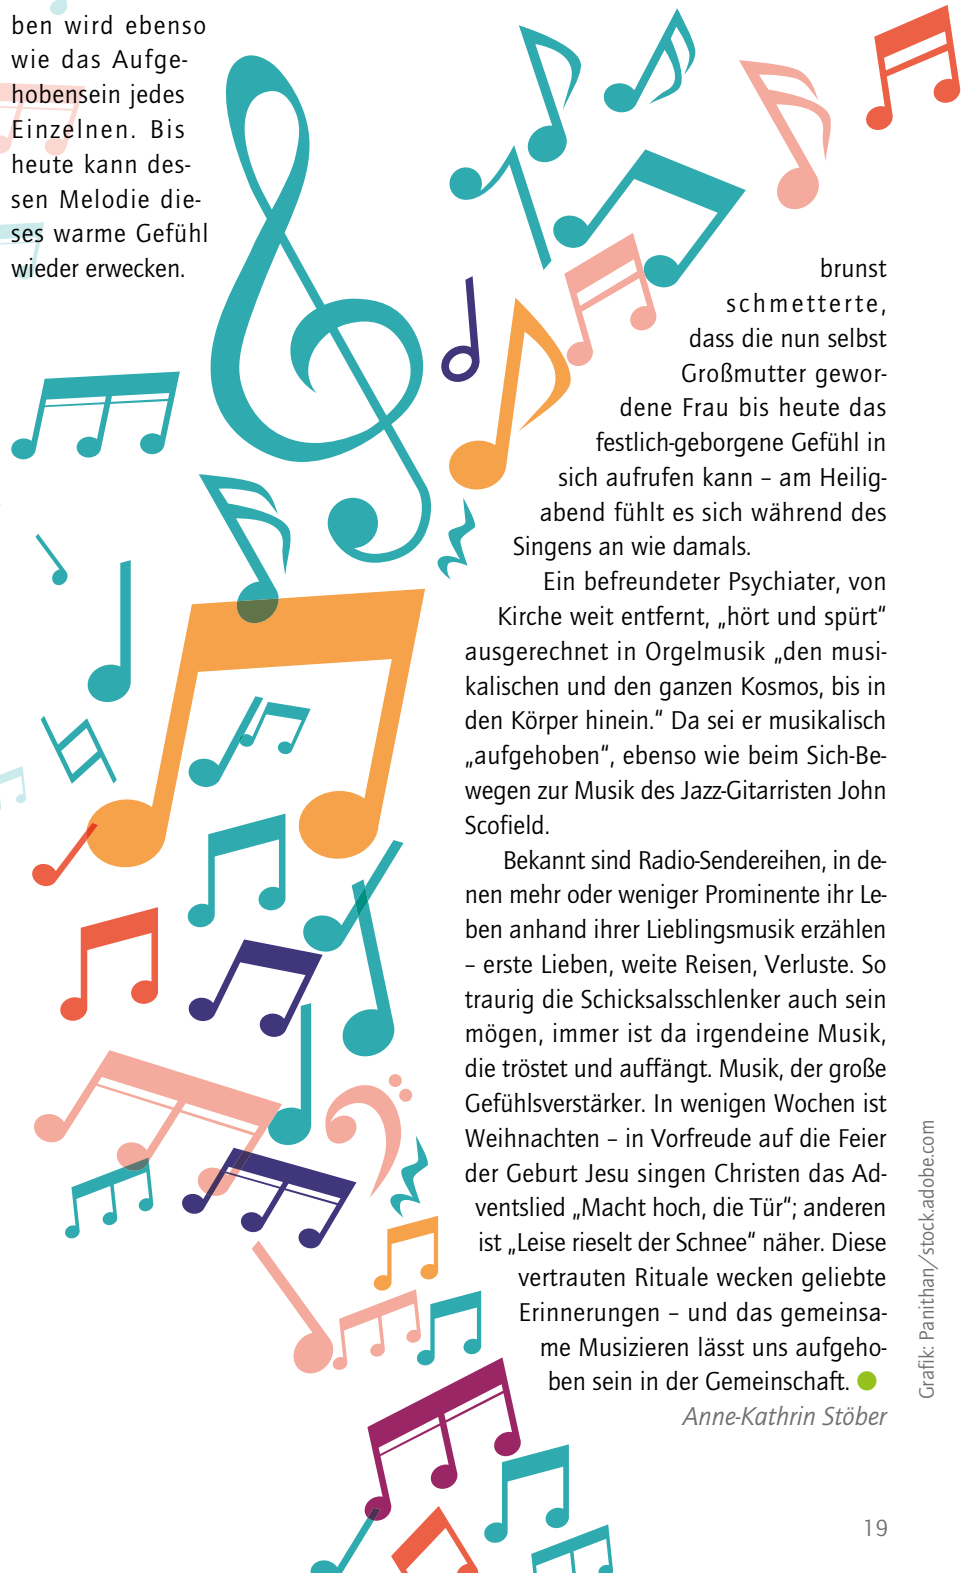 ben wird ebenso
wie das Aufge-
hobensein jedes
Einzelnen. Bis
heute kann des-
sen Melodie die-
ses warme Gefühl
wieder erwecken.
brunst
schmetterte,
dass die nun selbst
Großmutter gewor-
dene Frau bis heute das
festlich-geborgene Gefühl in
sich aufrufen kann – am Heilig-
abend fühlt es sich während des
Singens an wie damals.
Ein befreundeter Psychiater, von
Kirche weit entfernt, „hört und spürt“
ausgerechnet in Orgelmusik „den musi-
kalischen und den ganzen Kosmos, bis in
den Körper hinein.“ Da sei er musikalisch
„aufgehoben“, ebenso wie beim Sich-Be-
wegen zur Musik des Jazz-Gitarristen John
Scofield.
Bekannt sind Radio-Sendereihen, in de-
nen mehr oder weniger Prominente ihr Le-
ben anhand ihrer Lieblingsmusik erzählen
– erste Lieben, weite Reisen, Verluste. So
traurig die Schicksalsschlenker auch sein
mögen, immer ist da irgendeine Musik,
die tröstet und auffängt. Musik, der große
Gefühlsverstärker. In wenigen Wochen ist
Weihnachten – in Vorfreude auf die Feier
der Geburt Jesu singen Christen das Ad-
ventslied „Macht hoch, die Tür“; anderen
ist „Leise rieselt der Schnee“ näher. Diese
vertrauten Rituale wecken geliebte
Erinnerungen – und das gemeinsa-
me Musizieren lässt uns aufgeho-
ben sein in der Gemeinschaft.
Anne-Kathrin Stöber
Grafik: Panithan/stock.adobe.com
19